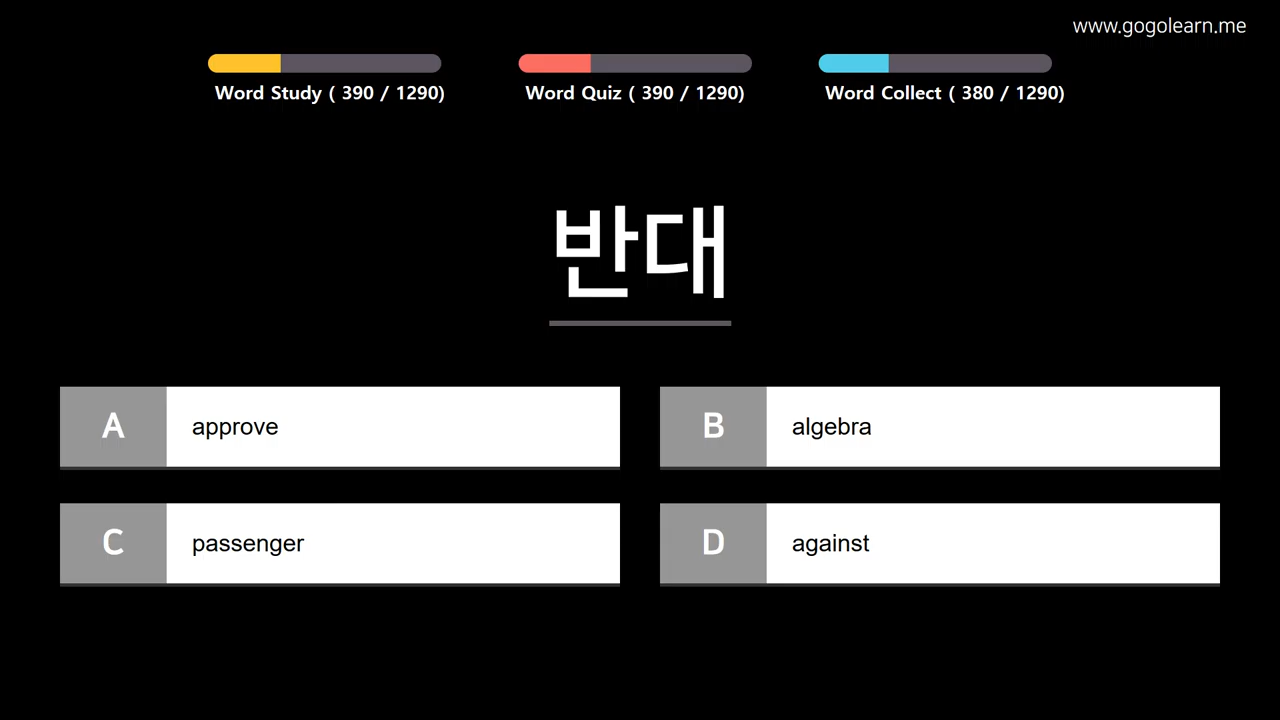 www.gogolearn.me
Word Study ( 390 / 1290)
Word Quiz ( 390 / 1290)
Word Collect ( 380 / 1290)
반대
A approve
B algebra
C passenger
D against